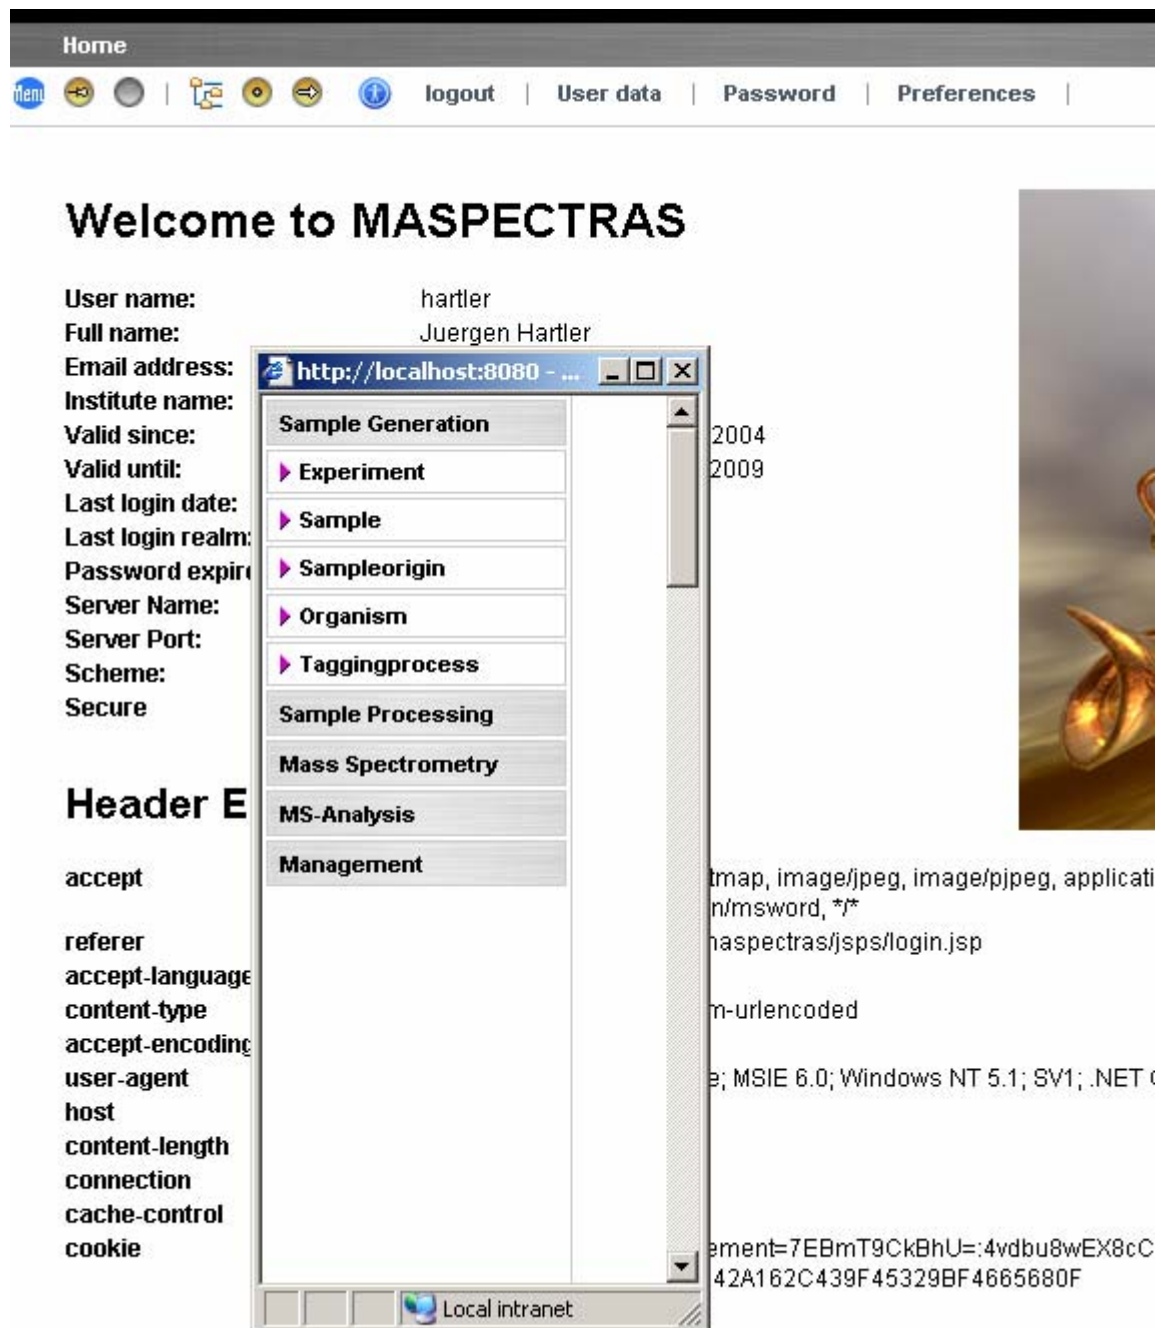 Home
Menu | logout | User data | Password | Preferences |
Welcome to MASPECTRAS
User name: hartler
Full name: Juergen Hartler
Email address:
Institute name:
Valid since: 2004
Valid until: 2009
Last login date:
Last login realm:
Password expire
Server Name:
Server Port:
Scheme:
Secure
http://localhost:8080 - ...
Sample Generation
Experiment
Sample
Sampleorigin
Organism
Taggingprocess
Sample Processing
Mass Spectrometry
MS-Analysis
Management
Local intranet
Header E
accept tmap, image/jpeg, image/pjpeg, applicati
n/msword, */*
referer naspectras/jsps/login.jsp
accept-language
content-type m-urlencoded
accept-encoding
user-agent e; MSIE 6.0; Windows NT 5.1; SV1; .NET
host
content-length
connection
cache-control
cookie ement=7EBmT9CkBhU=:4vdbu8wEX8cC
42A162C439F45329BF4665680F